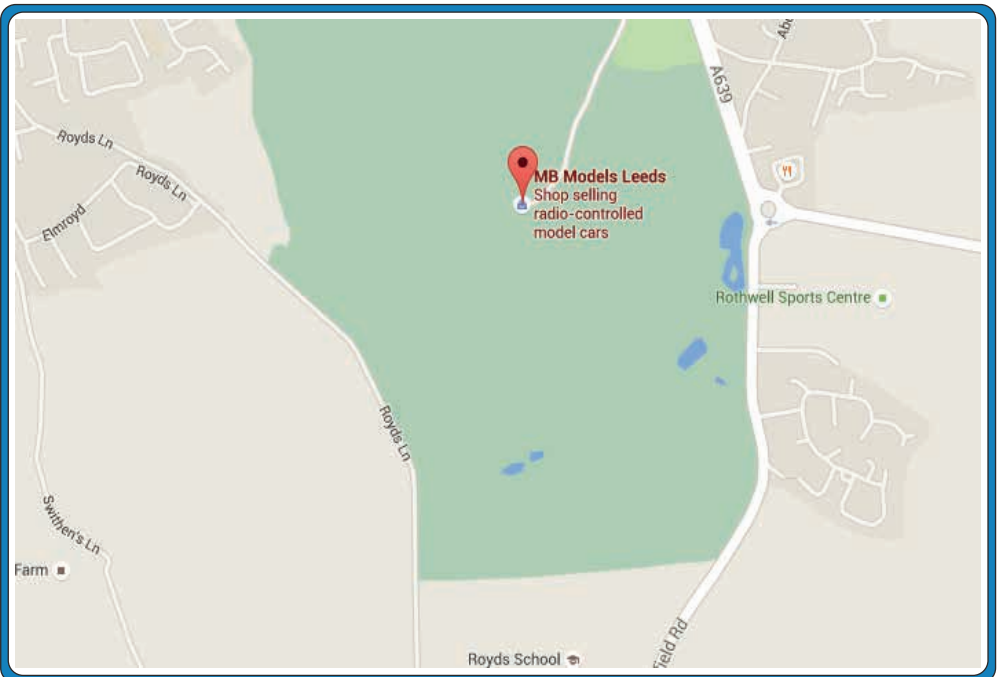 A639
Royds Ln
Royds Ln
Elmroyd
MB Models Leeds
Shop selling
radio-controlled
model cars
Rothwell Sports Centre
Royds Ln
Swithen's Ln
Farm
Royds School
field Rd